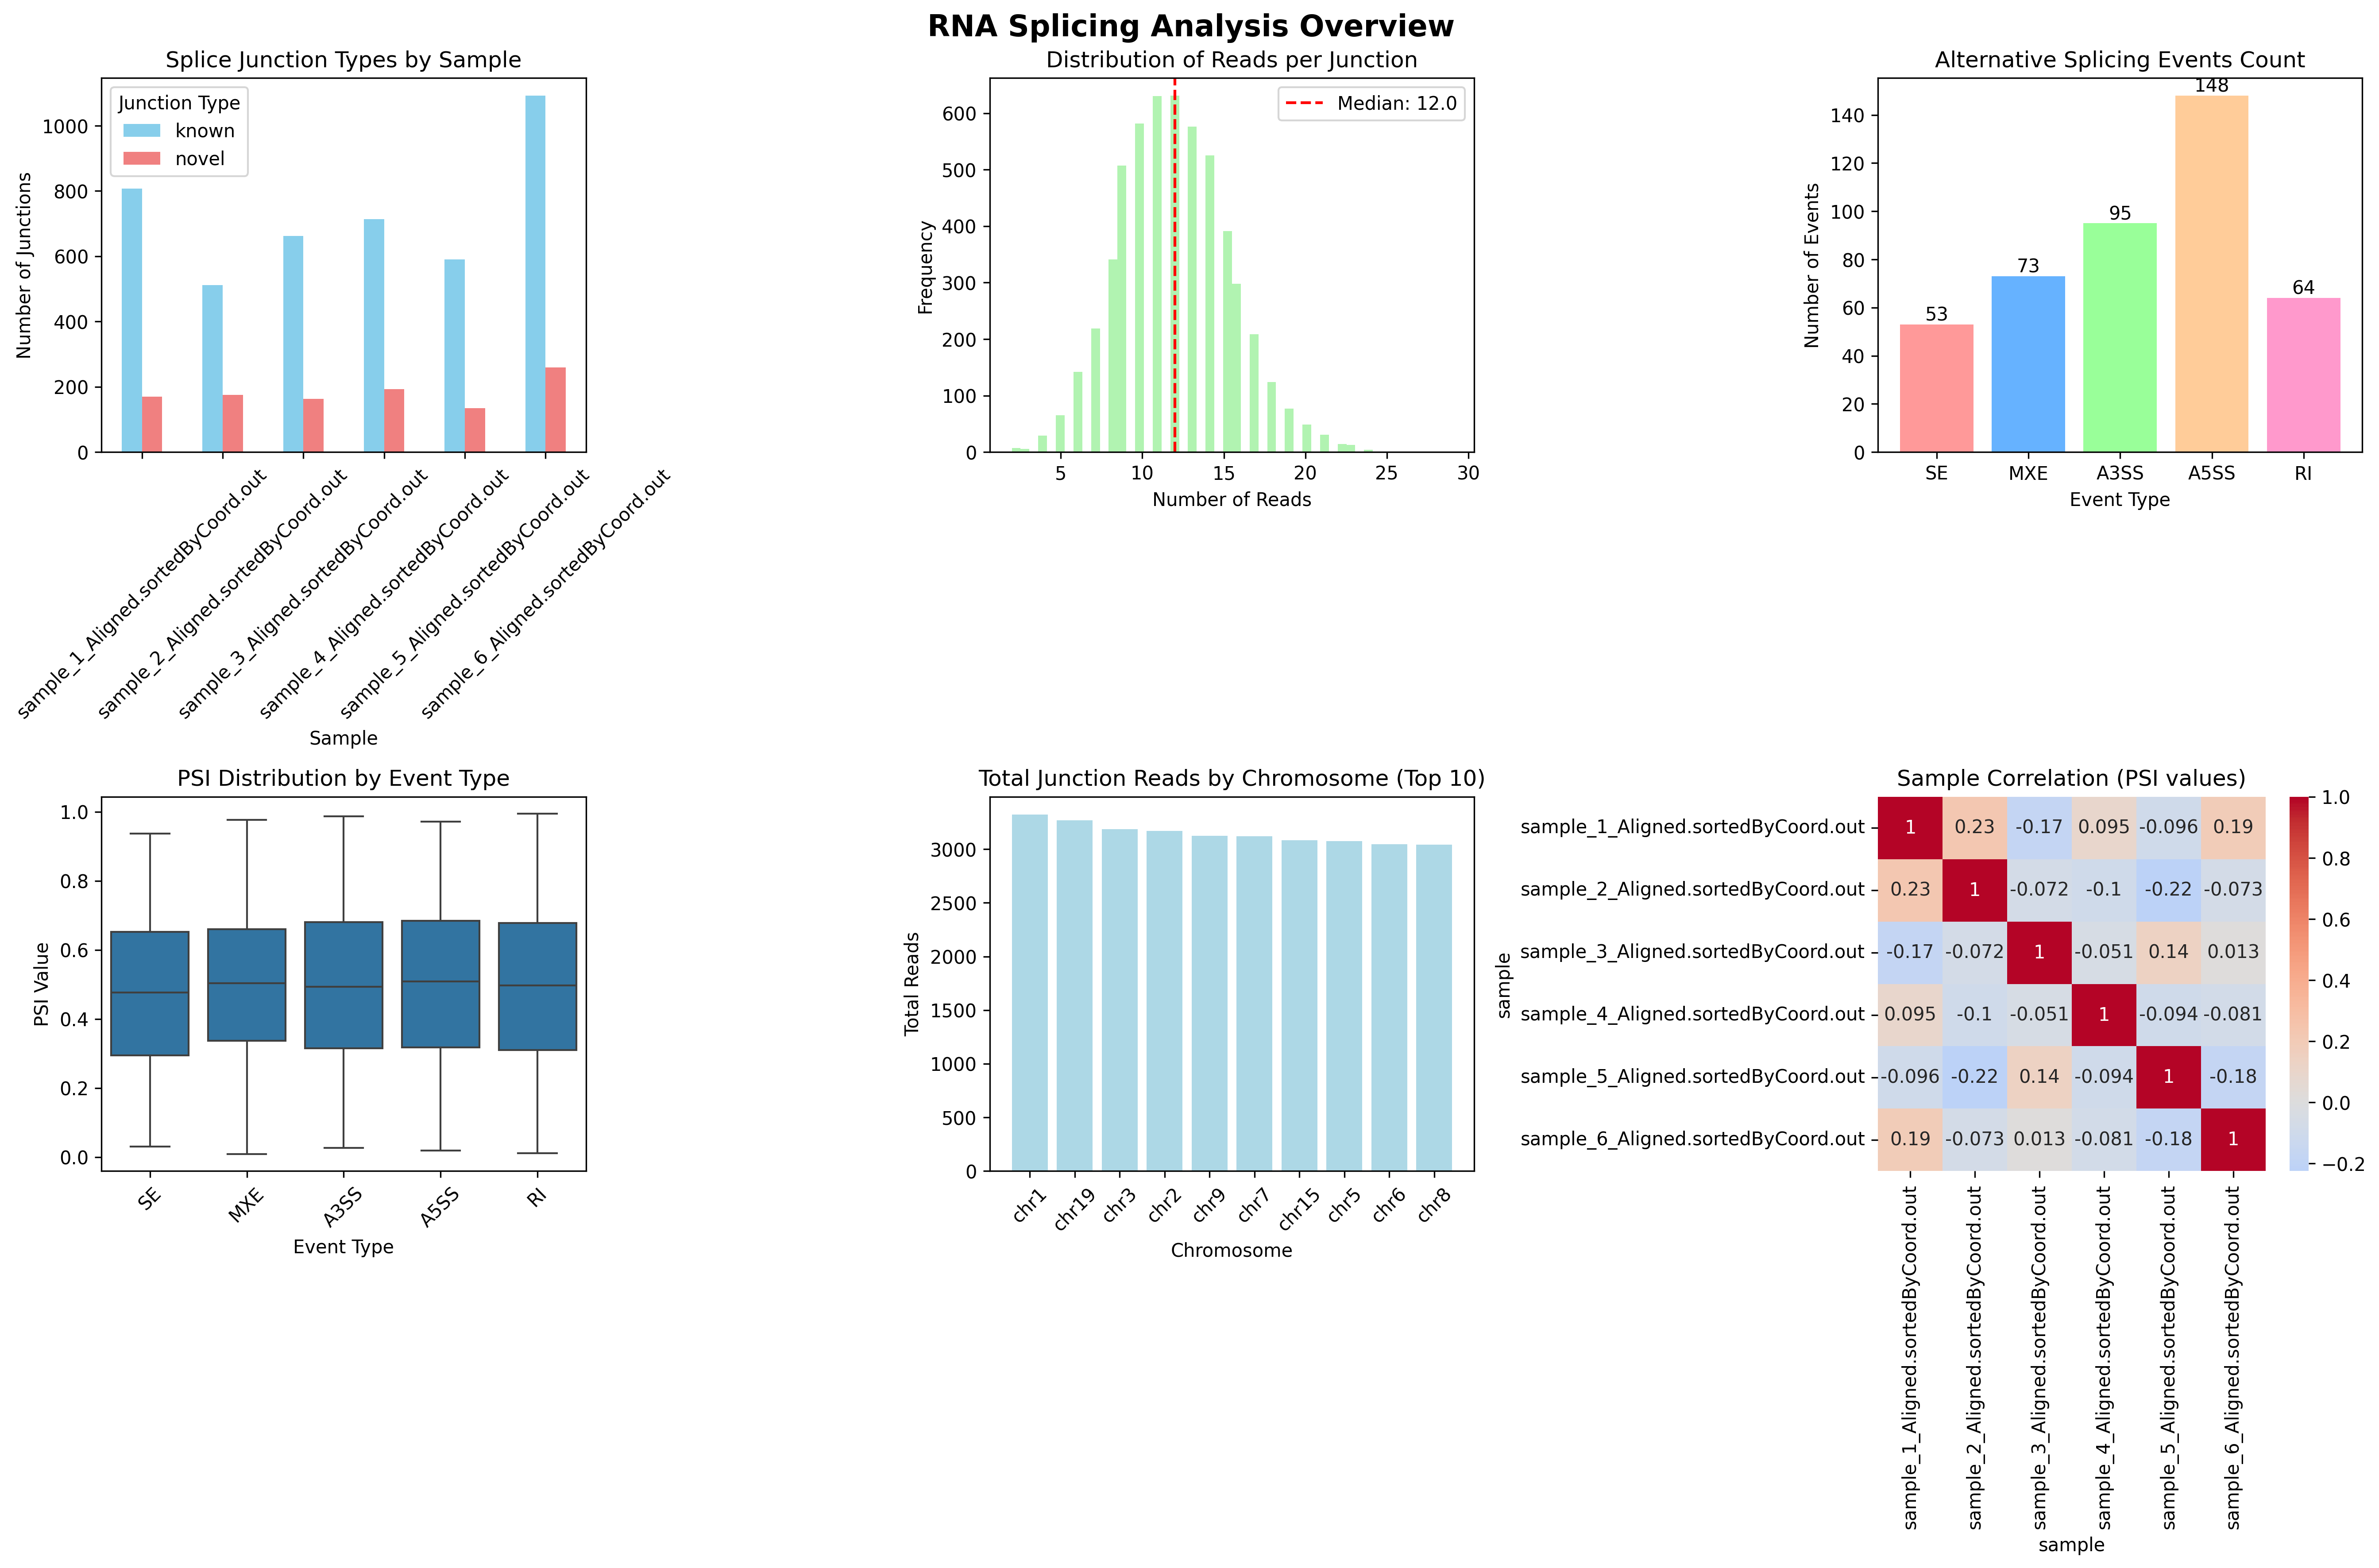 RNA Splicing Analysis Overview
Splice Junction Types by Sample
Number of Junctions
1000
800
600
400
200
0
Junction Type
known
novel
sample_1_Aligned.sortedByCoord.out
sample_2_Aligned.sortedByCoord.out
sample_3_Aligned.sortedByCoord.out
sample_4_Aligned.sortedByCoord.out
sample_5_Aligned.sortedByCoord.out
sample_6_Aligned.sortedByCoord.out
Sample
Distribution of Reads per Junction
Frequency
600
500
400
300
200
100
0
Median: 12.0
5 10 15 20 25 30
Number of Reads
Alternative Splicing Events Count
Number of Events
140
120
100
80
60
40
20
0
53 73 95 148 64
SE MXE A3SS A5SS RI
Event Type
PSI Distribution by Event Type
PSI Value
1.0
0.8
0.6
0.4
0.2
0.0
SE MXE A3SS A5SS RI
Event Type
Total Junction Reads by Chromosome (Top 10)
Total Reads
3000
2500
2000
1500
1000
500
0
chr1 chr19 chr3 chr2 chr9 chr7 chr15 chr5 chr6 chr8
Chromosome
Sample Correlation (PSI values)
sample
sample_1_Aligned.sortedByCoord.out 1 0.23 -0.17 0.095 -0.096 0.19
sample_2_Aligned.sortedByCoord.out 0.23 1 -0.072 -0.1 -0.22 -0.073
sample_3_Aligned.sortedByCoord.out -0.17 -0.072 1 -0.051 0.14 0.013
sample_4_Aligned.sortedByCoord.out 0.095 -0.1 -0.051 1 -0.094 -0.081
sample_5_Aligned.sortedByCoord.out -0.096 -0.22 0.14 -0.094 1 -0.18
sample_6_Aligned.sortedByCoord.out 0.19 -0.073 0.013 -0.081 -0.18 1
sample_1_Aligned.sortedByCoord.out
sample_2_Aligned.sortedByCoord.out
sample_3_Aligned.sortedByCoord.out
sample_4_Aligned.sortedByCoord.out
sample_5_Aligned.sortedByCoord.out
sample_6_Aligned.sortedByCoord.out
sample
1.0
0.8
0.6
0.4
0.2
0.0
−0.2